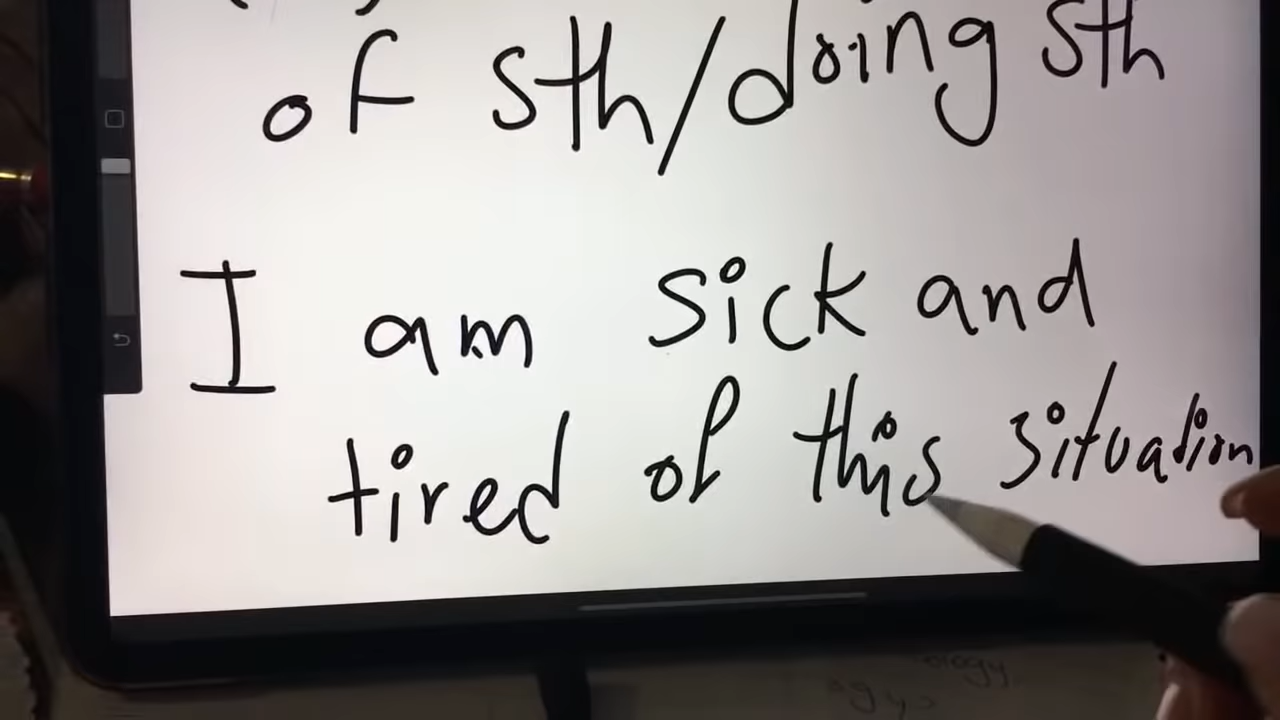 of sth/doing sth
I am sick and
tired of this situation